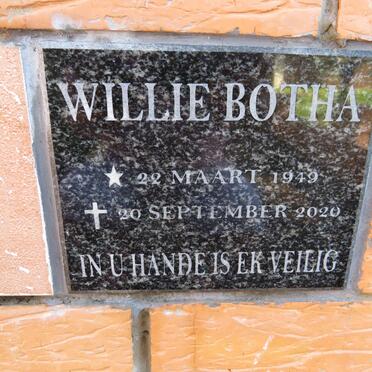 WILLIE BOTHA
22 MAART 1949
20 SEPTEMBER 2020
IN U HANDE IS EK VEILIG